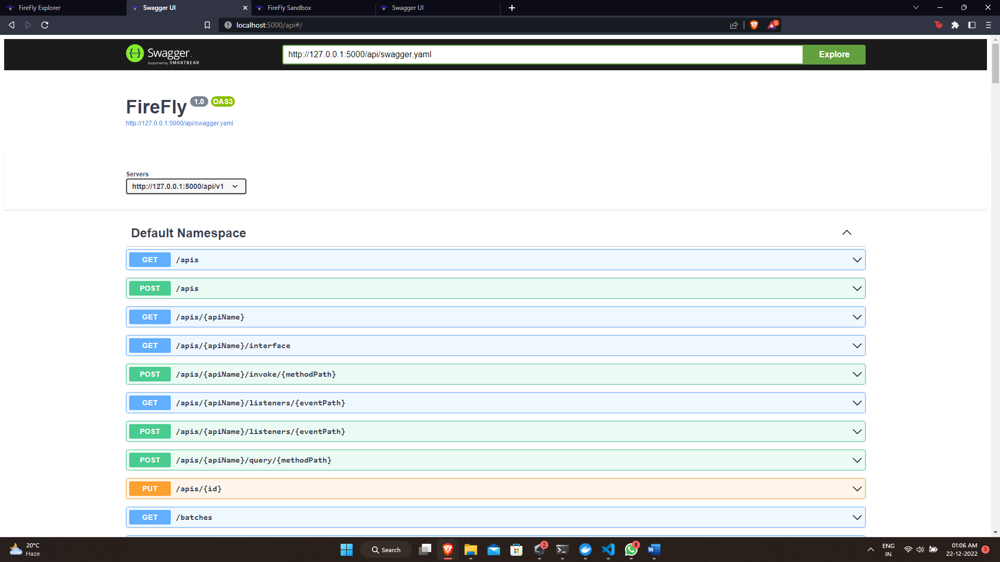 FireFly Explorer
Swagger UI
FireFly Sandbox
Swagger UI
localhost:5000/api#/
3
Tp
Swagger.
Supported by SMARTBEAR
http://127.0.0.1:5000/api/swagger.yaml
Explore
FireFly 1.0 OAS3
http://127.0.0.1:5000/api/swagger.yaml
Servers
http://127.0.0.1:5000/api/v1
Default Namespace
GET /apis
POST /apis
GET /apis/{apiName}
GET /apis/{apiName}/interface
POST /apis/{apiName}/invoke/{methodPath}
GET /apis/{apiName}/listeners/{eventPath}
POST /apis/{apiName}/listeners/{eventPath}
POST /apis/{apiName}/query/{methodPath}
PUT /apis/{id}
GET /batches
20°C
Haze
Search
2
8
ENG
IN
01:06 AM
22-12-2022
3